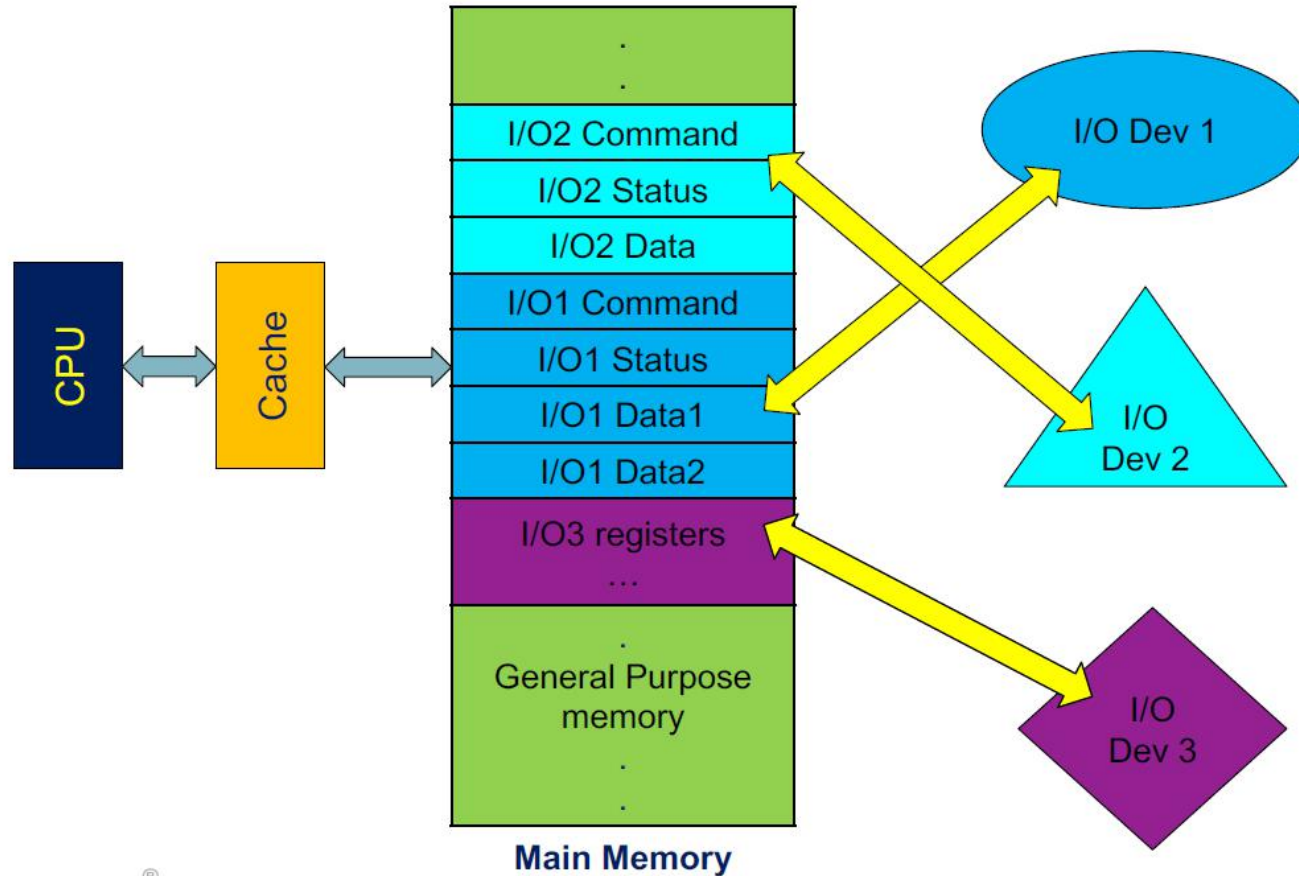 .
.
I/O2 Command
I/O2 Status
I/O2 Data
I/O1 Command
I/O1 Status
I/O1 Data1
I/O1 Data2
I/O3 registers
...
.
General Purpose
memory
.
.
Main Memory
CPU
Cache
I/O Dev 1
I/O
Dev 2
I/O
Dev 3
®